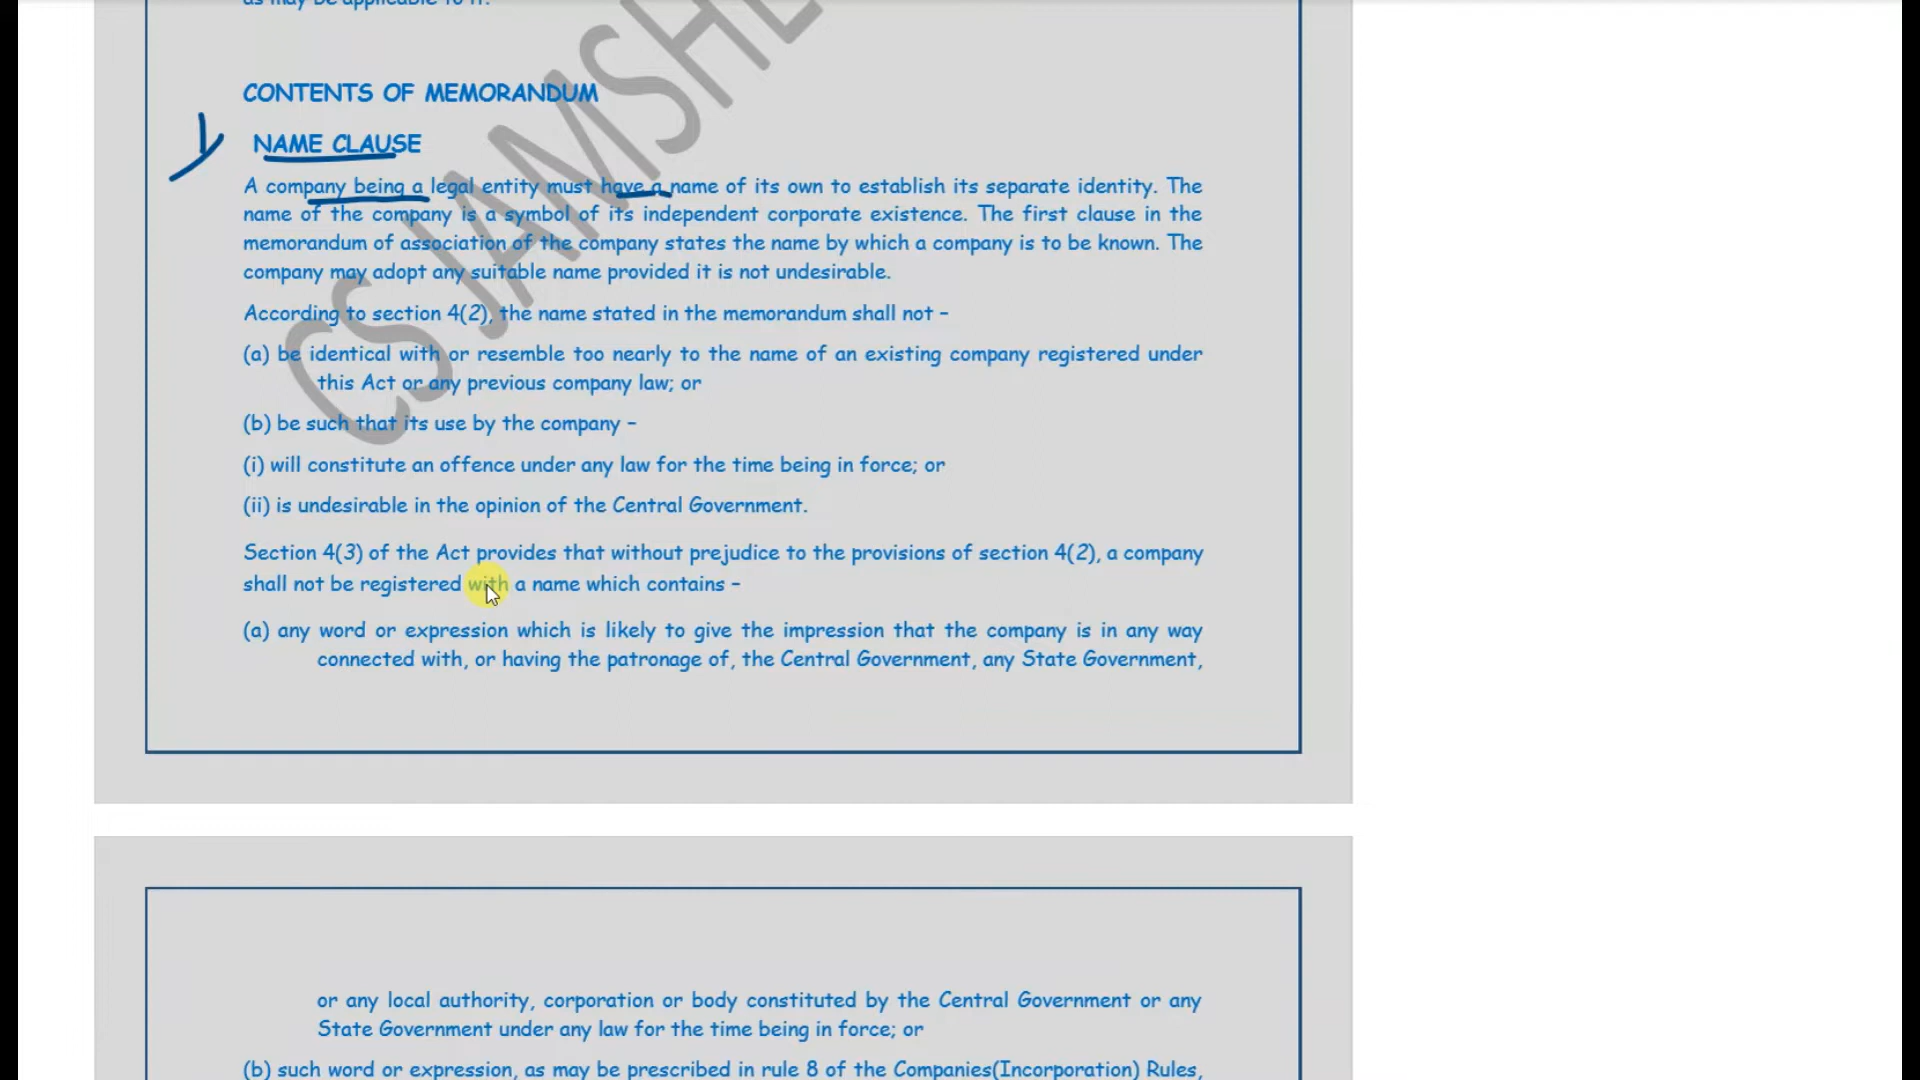 as may be applicable to it.
CONTENTS OF MEMORANDUM
1
NAME CLAUSE
A company being a legal entity must have a name of its own to establish its separate identity. The
name of the company is a symbol of its independent corporate existence. The first clause in the
memorandum of association of the company states the name by which a company is to be known. The
company may adopt any suitable name provided it is not undesirable.
According to section 4(2), the name stated in the memorandum shall not –
(a) be identical with or resemble too nearly to the name of an existing company registered under
this Act or any previous company law; or
(b) be such that its use by the company –
(i) will constitute an offence under any law for the time being in force; or
(ii) is undesirable in the opinion of the Central Government.
Section 4(3) of the Act provides that without prejudice to the provisions of section 4(2), a company
shall not be registered with a name which contains –
(a) any word or expression which is likely to give the impression that the company is in any way
connected with, or having the patronage of, the Central Government, any State Government,
or any local authority, corporation or body constituted by the Central Government or any
State Government under any law for the time being in force; or
(b) such word or expression, as may be prescribed in rule 8 of the Companies(Incorporation) Rules,
CS JAMSHE